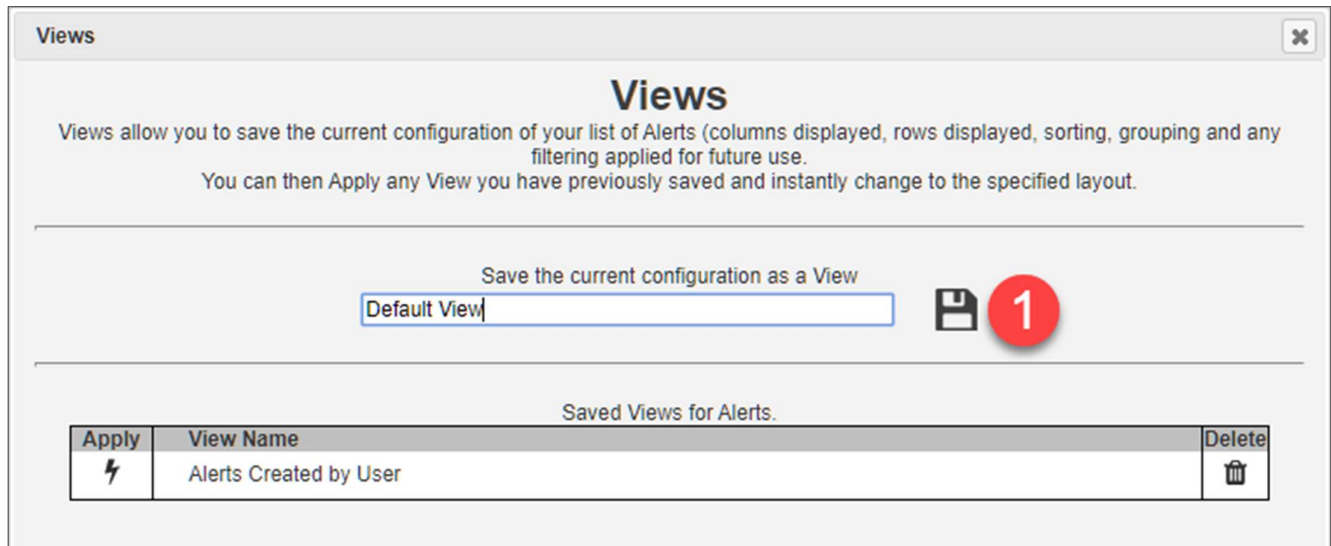 Views
Views
Views allow you to save the current configuration of your list of Alerts (columns displayed, rows displayed, sorting, grouping and any
filtering applied for future use.
You can then Apply any View you have previously saved and instantly change to the specified layout.
Save the current configuration as a View
Default View
1
Saved Views for Alerts.
Apply View Name Delete
Alerts Created by User